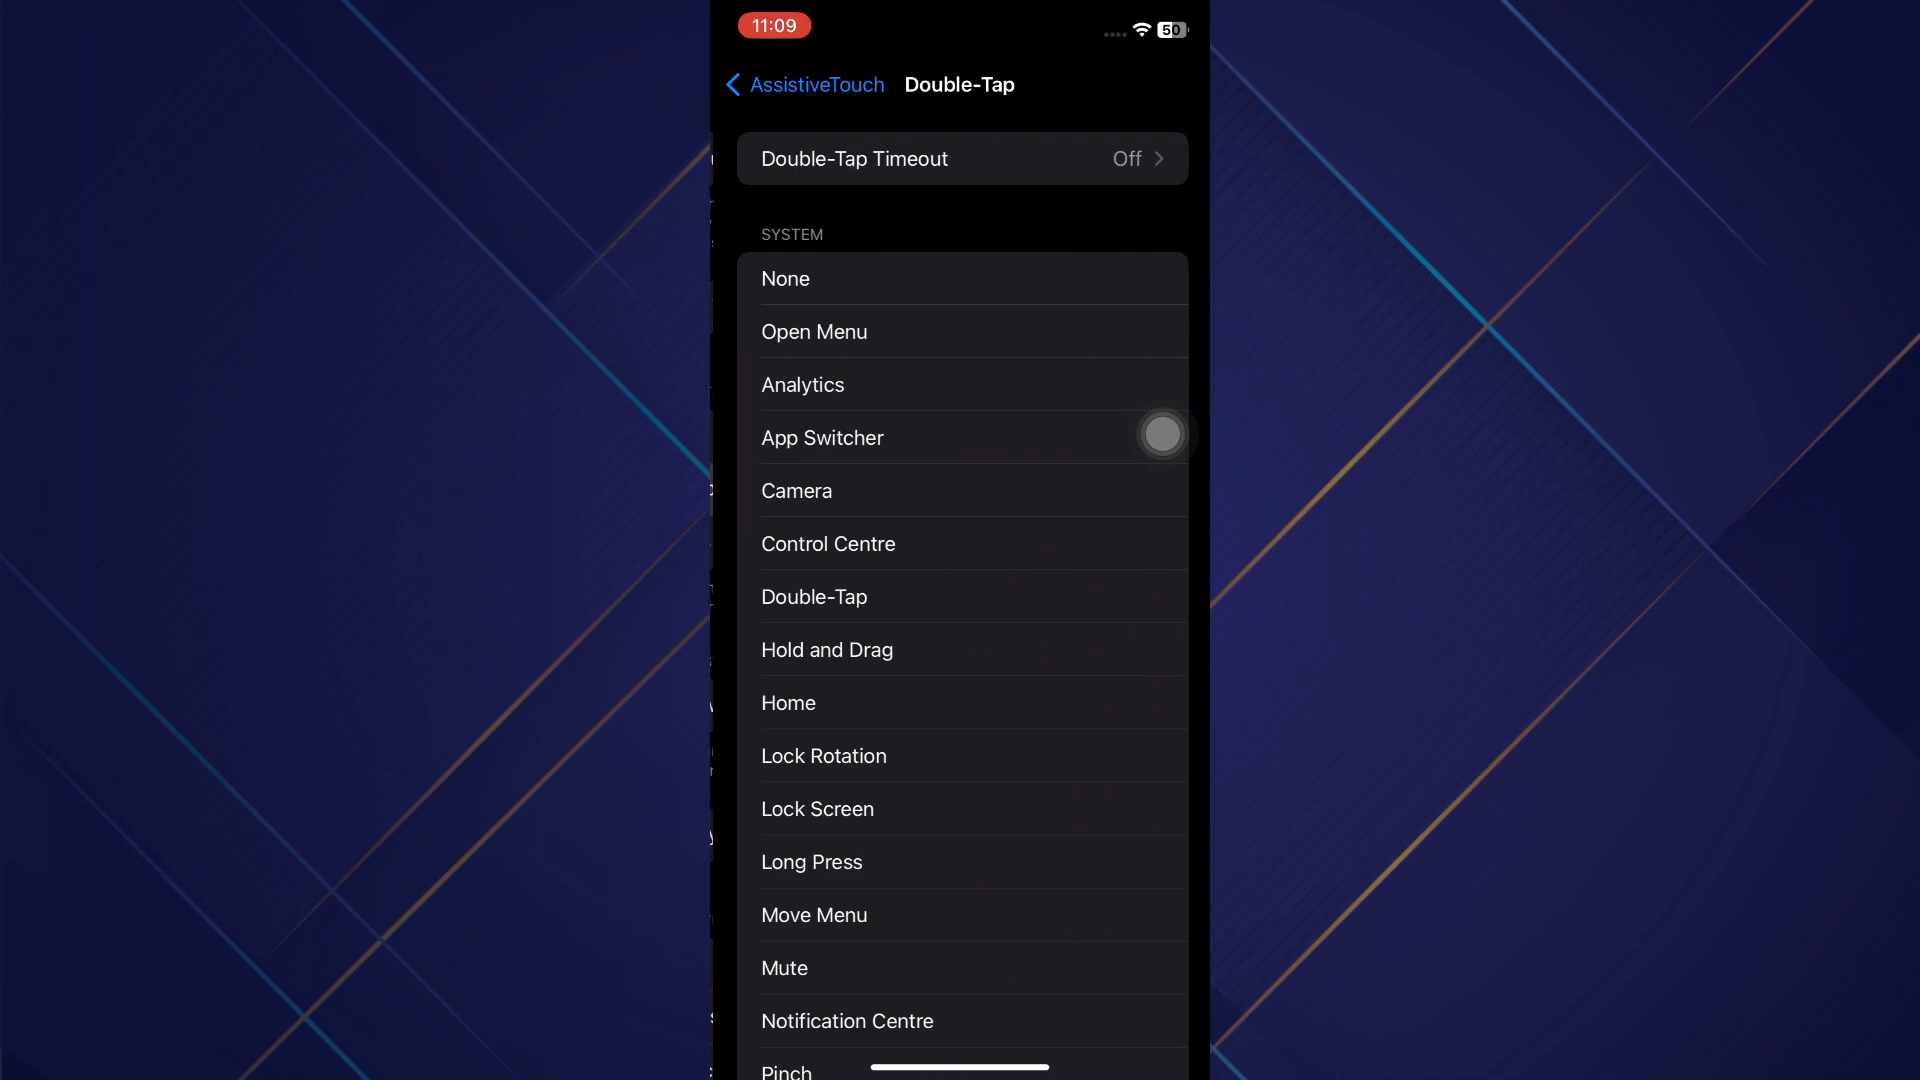 11:09
50
AssistiveTouch Double-Tap
Double-Tap Timeout Off
SYSTEM
None
Open Menu
Analytics
App Switcher
Camera
Control Centre
Double-Tap
Hold and Drag
Home
Lock Rotation
Lock Screen
Long Press
Move Menu
Mute
Notification Centre
Pinch